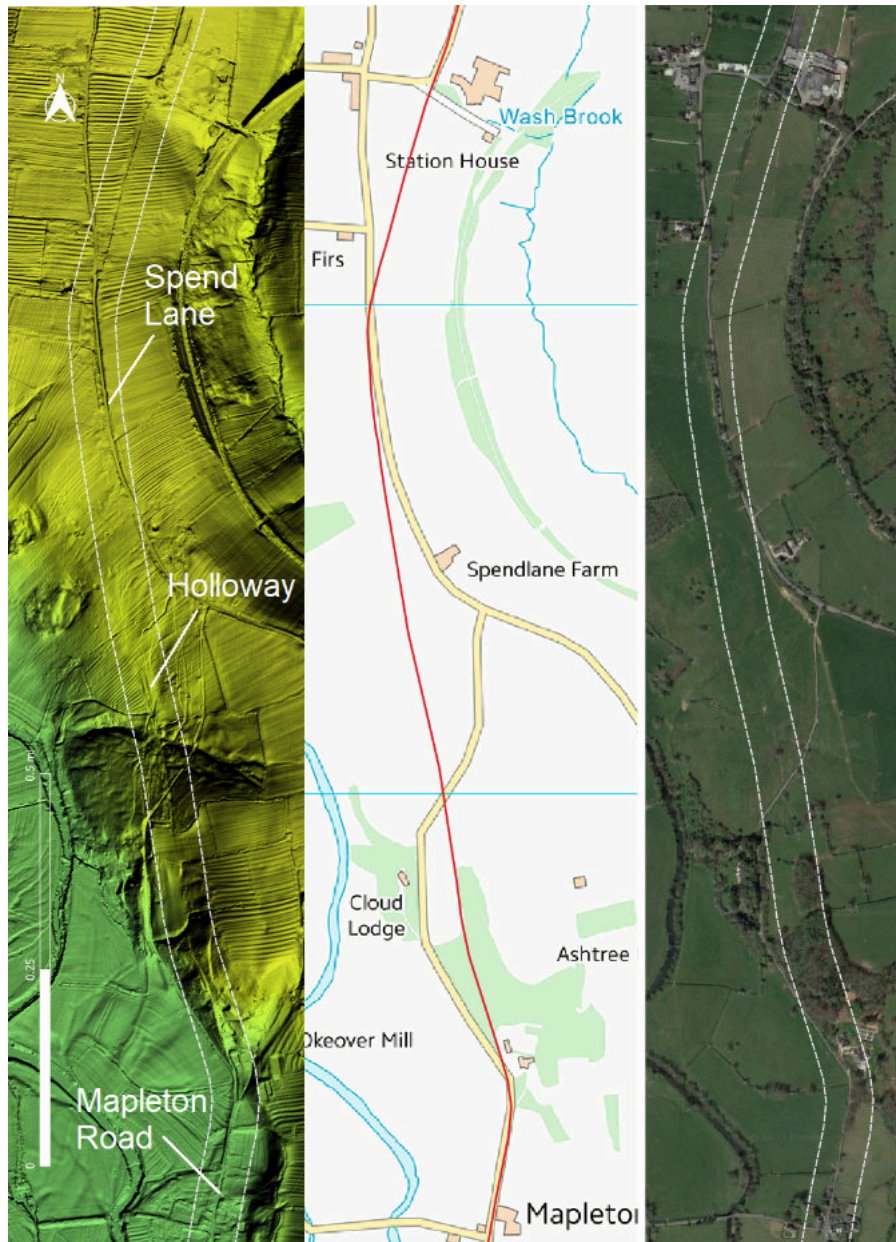 N
Spend
Lane
Holloway
0.5 mi
0.25
0
Mapleton
Road
Wash Brook
Station House
Firs
Spendlane Farm
Cloud
Lodge
Ashtree
Okeover Mill
Mapleto